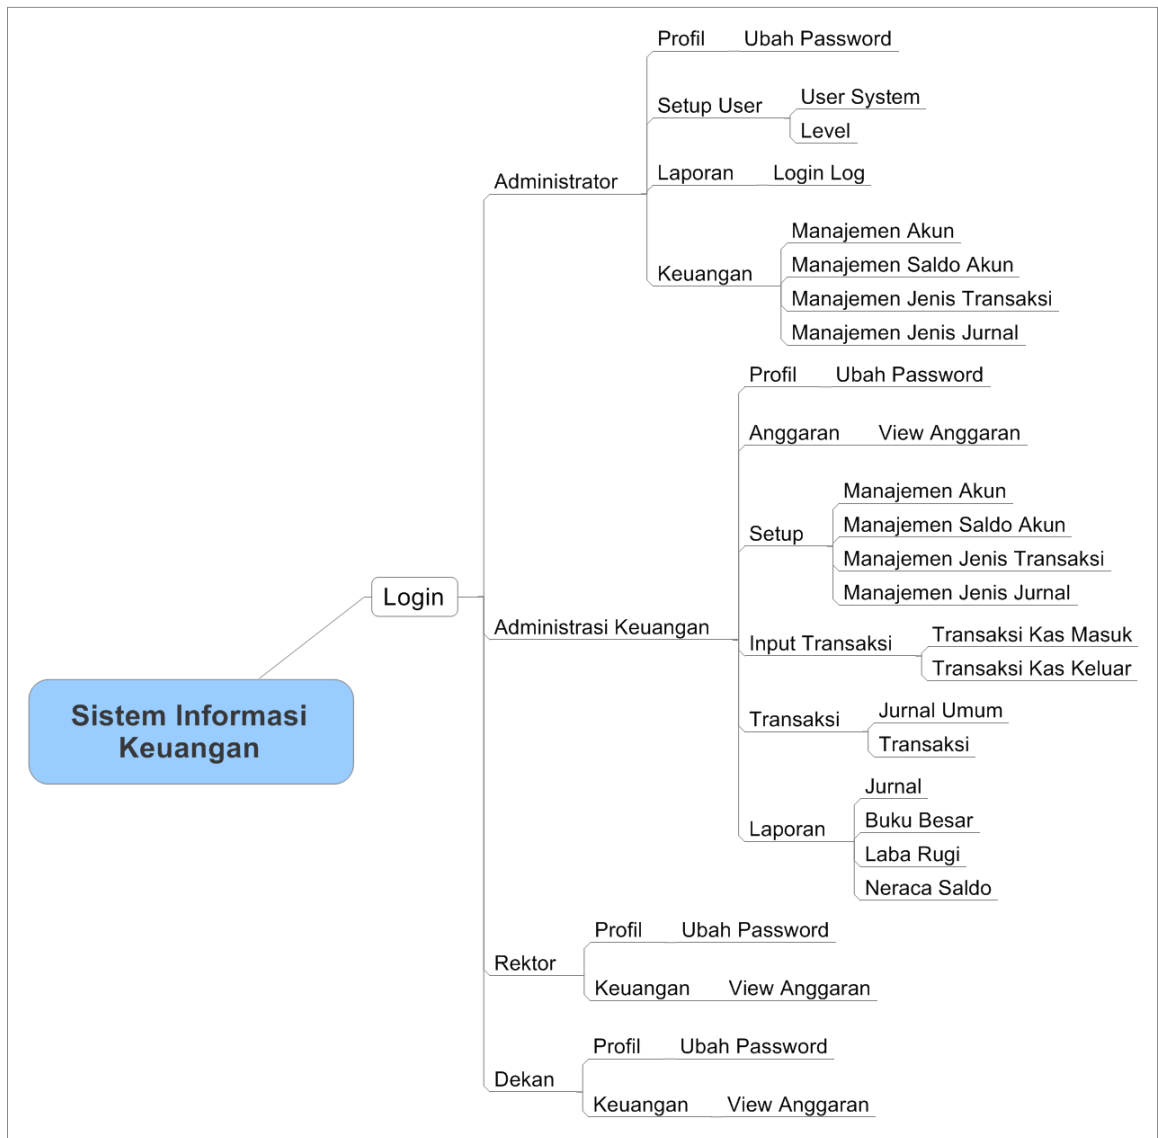 Sistem Informasi
Keuangan
Login
Administrator
Profil
Ubah Password
Setup User
User System
Level
Laporan
Login Log
Keuangan
Manajemen Akun
Manajemen Saldo Akun
Manajemen Jenis Transaksi
Manajemen Jenis Jurnal
Administrasi Keuangan
Profil
Ubah Password
Anggaran
View Anggaran
Setup
Manajemen Akun
Manajemen Saldo Akun
Manajemen Jenis Transaksi
Manajemen Jenis Jurnal
Input Transaksi
Transaksi Kas Masuk
Transaksi Kas Keluar
Transaksi
Jurnal Umum
Transaksi
Laporan
Jurnal
Buku Besar
Laba Rugi
Neraca Saldo
Rektor
Profil
Ubah Password
Keuangan
View Anggaran
Dekan
Profil
Ubah Password
Keuangan
View Anggaran